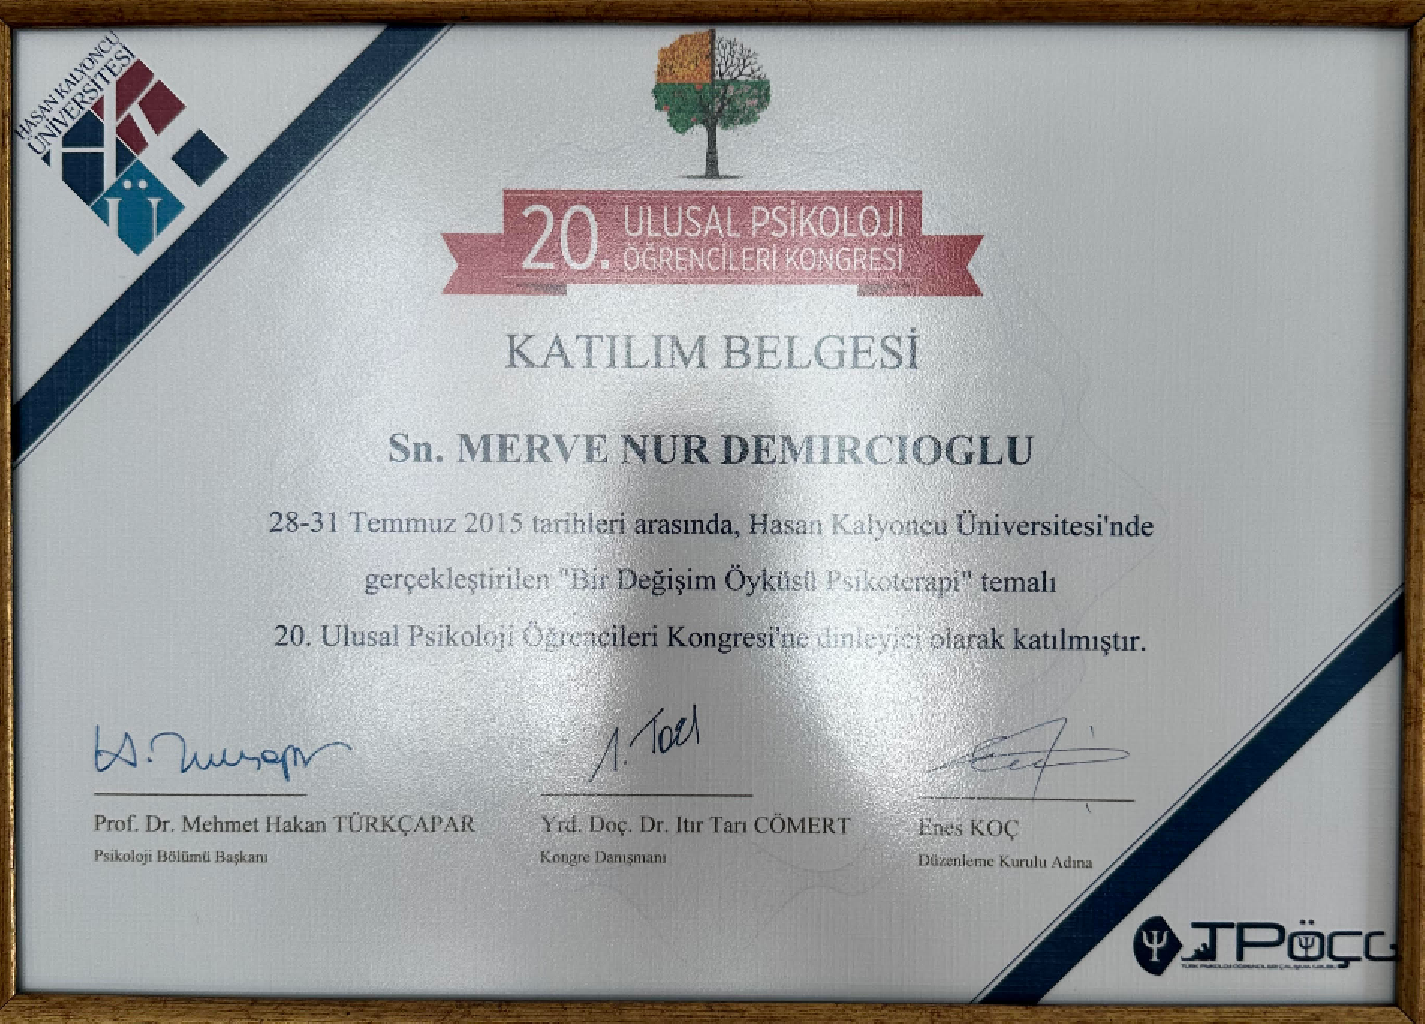 HASAN KALYONCU
ÜNİVERSİTESİ
20. ULUSAL PSİKOLOJİ
ÖĞRENCİLERİ KONGRESİ
KATILIM BELGESİ
Sn. MERVE NUR DEMIRCIOGLU
28-31 Temmuz 2015 tarihleri arasında, Hasan Kalyoncu Üniversitesi'nde
gerçekleştirilen "Bir Değişim Öyküsü Psikoterapi" temalı
20. Ulusal Psikoloji Öğrencileri Kongresi'ne dinleyici olarak katılmıştır.
Prof. Dr. Mehmet Hakan TÜRKÇAPAR
Psikoloji Bölümü Başkanı
Yrd. Doç. Dr. Itır Tarı CÖMERT
Kongre Danışmanı
Enes KOÇ
Düzenleme Kurulu Adına
TPÖÇG